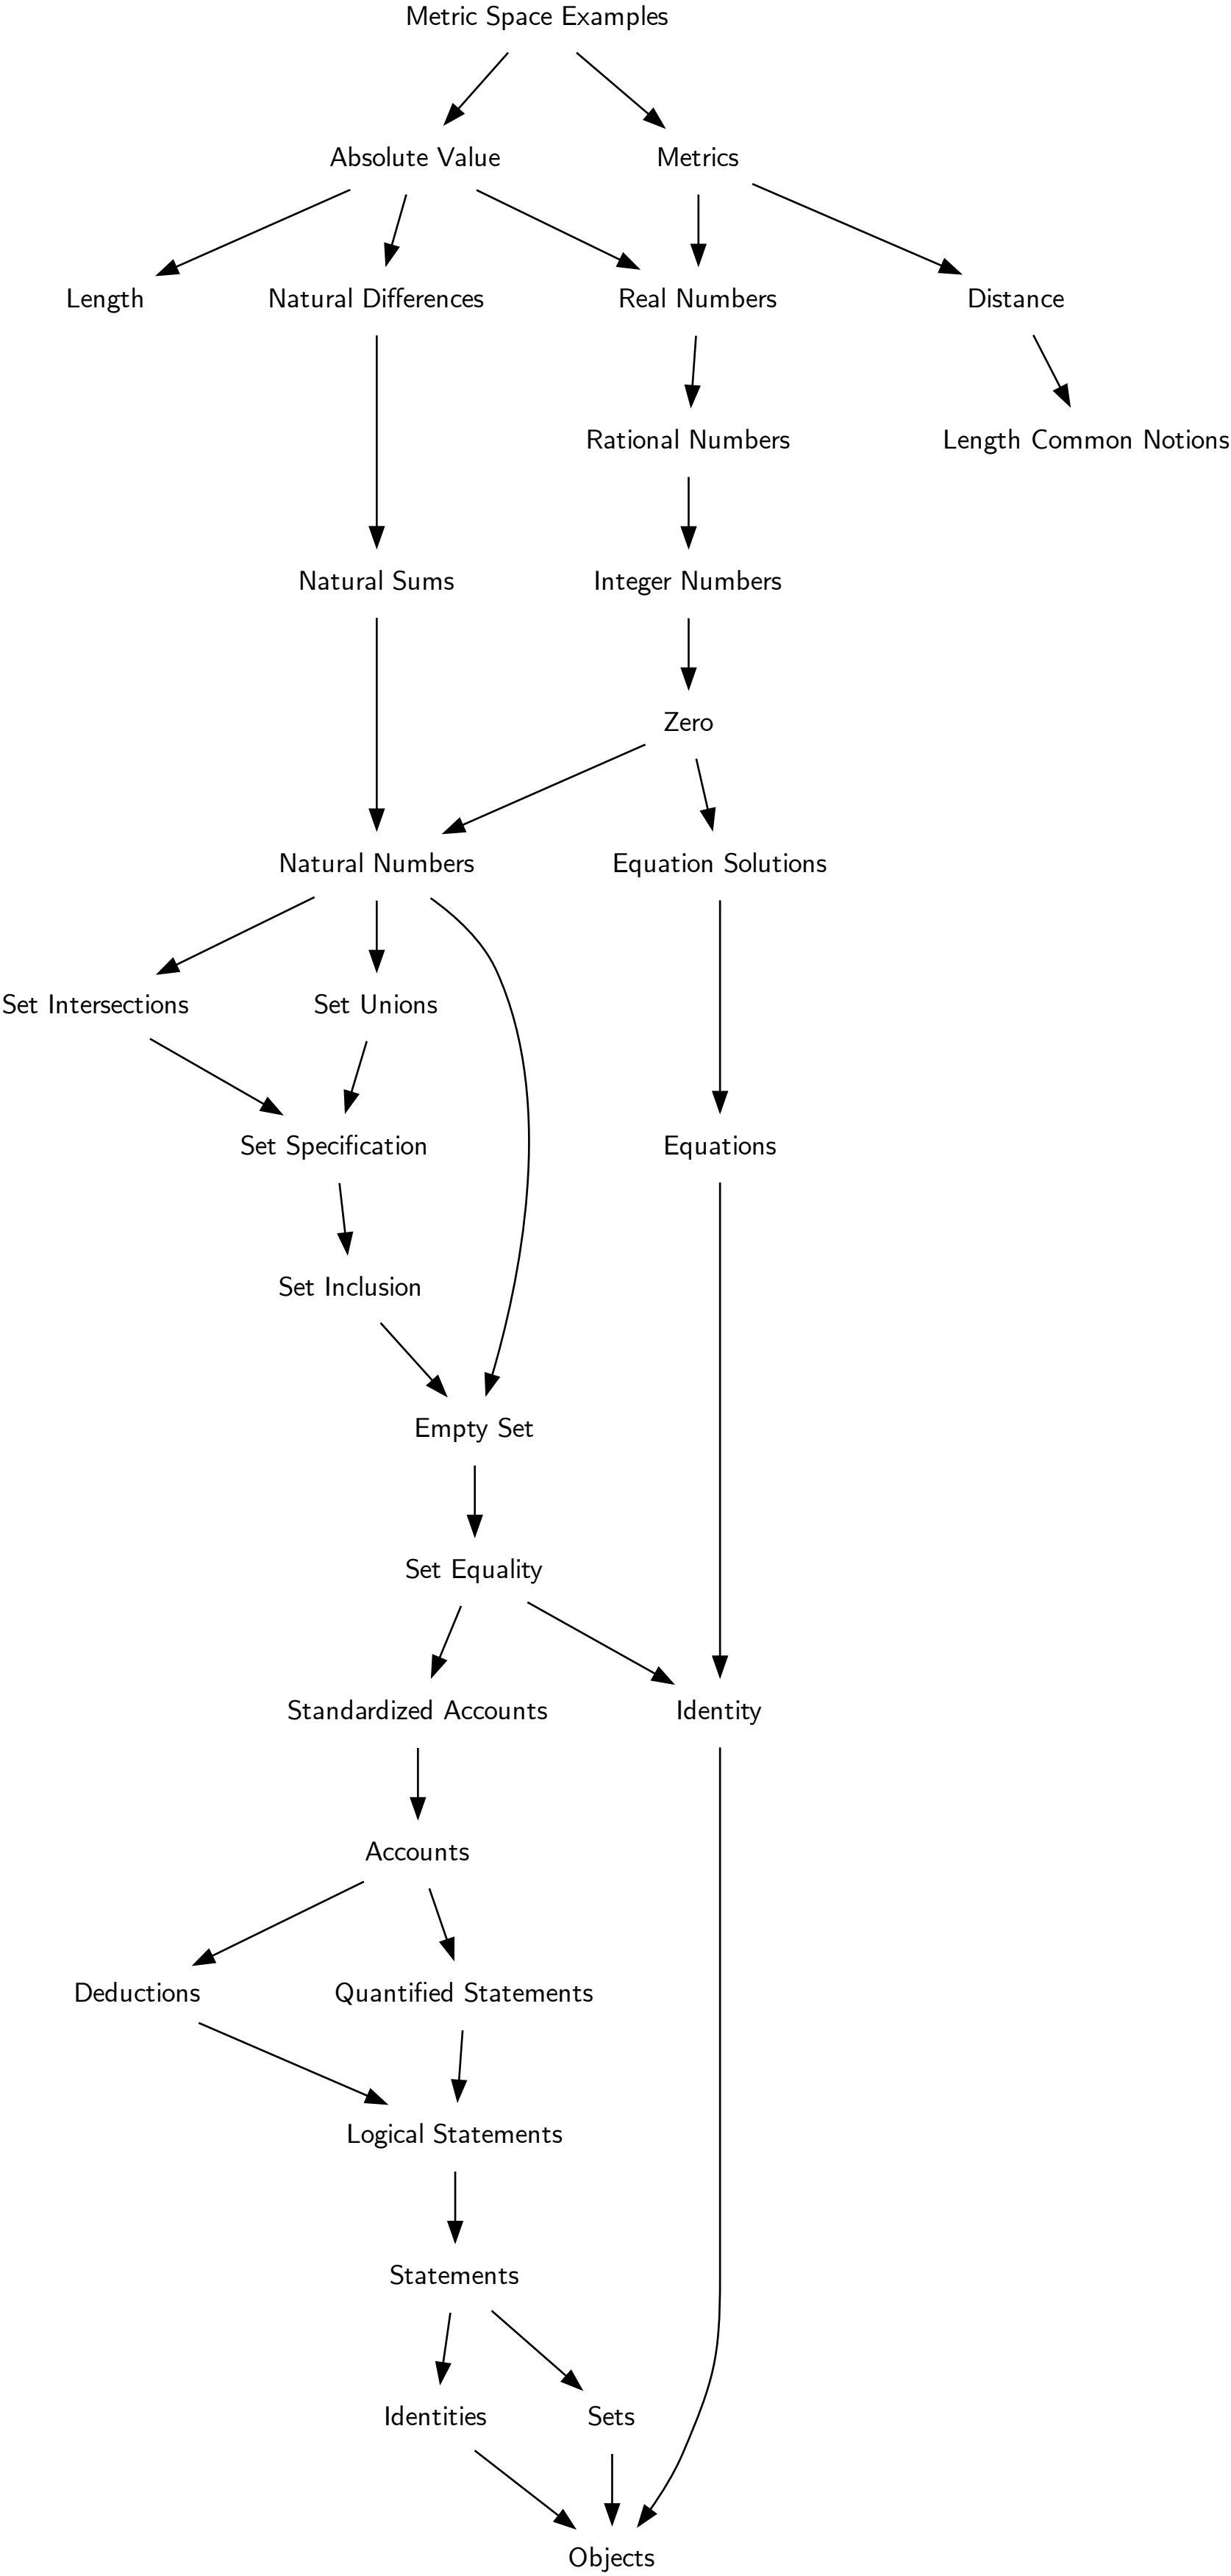 Metric Space Examples
Absolute Value
Metrics
Length
Natural Differences
Real Numbers
Distance
Rational Numbers
Length Common Notions
Natural Sums
Integer Numbers
Zero
Natural Numbers
Equation Solutions
Set Intersections
Set Unions
Set Specification
Equations
Set Inclusion
Empty Set
Set Equality
Standardized Accounts
Identity
Accounts
Deductions
Quantified Statements
Logical Statements
Statements
Identities
Sets
Objects